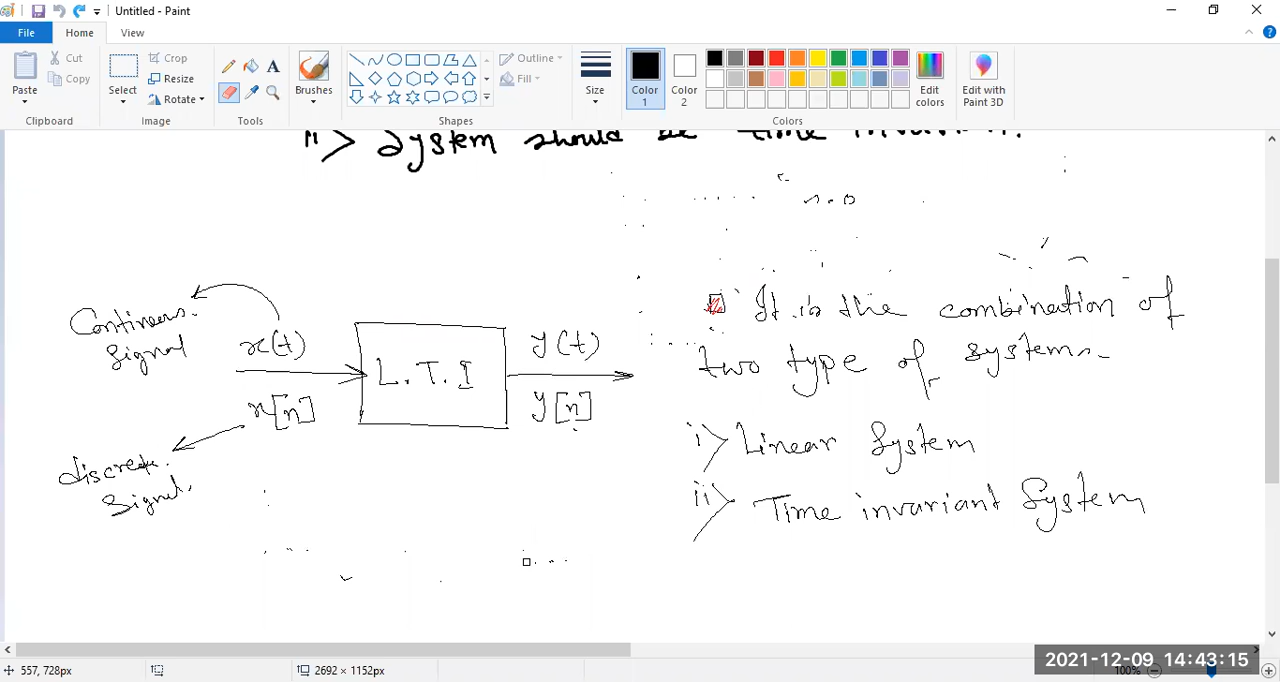 Untitled - Paint
File Home View
Cut
Copy
Paste
Clipboard
Crop
Resize
Rotate
Select
Image
Tools
Brushes
Outline
Fill
Shapes
Size
Color 1
Color 2
Colors
Edit colors
Edit with Paint 3D
ii> System should be time invariant.
Continuous signal
x(t)
x[n]
L.T.I
y(t)
y[n]
discrete signal
It is the combination of
two type of systems
i> Linear System
ii> Time invariant System
557, 728px
2692 × 1152px
100%
2021-12-09 14:43:15